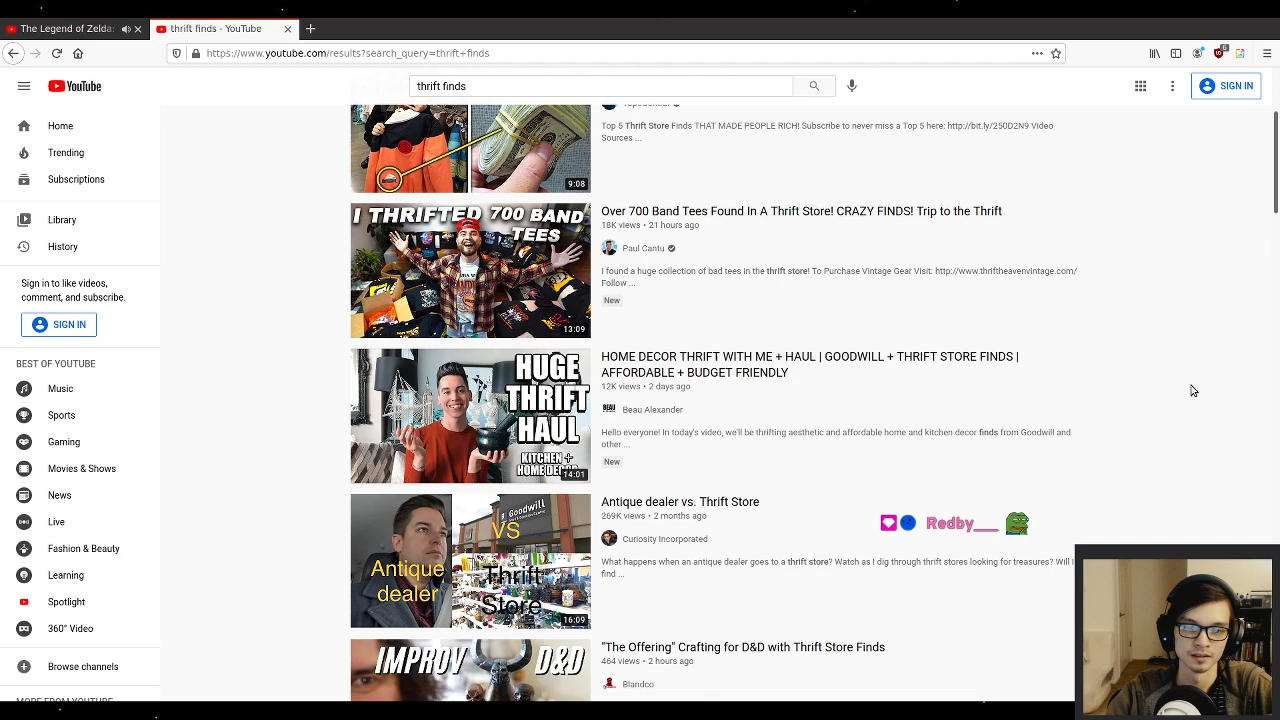 The Legend of Zelda:
thrift finds - YouTube
https://www.youtube.com/results?search_query=thrift+finds
6
YouTube
thrift finds
SIGN IN
Home
Trending
Subscriptions
Library
History
Sign in to like videos,
comment, and subscribe.
SIGN IN
BEST OF YOUTUBE
Music
Sports
Gaming
Movies & Shows
News
Live
Fashion & Beauty
Learning
Spotlight
360° Video
Browse channels
MORE FROM YOUTUBE
Top 5 Thrift Store Finds THAT MADE PEOPLE RICH! Subscribe to never miss a Top 5 here: http://bit.ly/250D2N9 Video
Sources ...
9:08
I THRIFTED 700 BAND
TEES
13:09
Over 700 Band Tees Found In A Thrift Store! CRAZY FINDS! Trip to the Thrift
18K views • 21 hours ago
Paul Cantu
I found a huge collection of bad tees in the thrift store! To Purchase Vintage Gear Visit: http://www.thriftheavenvintage.com/
Follow ...
New
HUGE
THRIFT
HAUL
KITCHEN +
HOME DECOR
14:01
HOME DECOR THRIFT WITH ME + HAUL | GOODWILL + THRIFT STORE FINDS |
AFFORDABLE + BUDGET FRIENDLY
12K views • 2 days ago
BEAU
Beau Alexander
Hello everyone! In today's video, we'll be thrifting aesthetic and affordable home and kitchen decor finds from Goodwill and
other ...
New
Goodwill
VS
Antique
dealer
Thrift
Store
16:09
Antique dealer vs. Thrift Store
269K views • 2 months ago
Curiosity Incorporated
What happens when an antique dealer goes to a thrift store? Watch as I dig through thrift stores looking for treasures? Will I
find ...
Redby___
IMPROV D&D
"The Offering" Crafting for D&D with Thrift Store Finds
464 views • 2 hours ago
Blandco